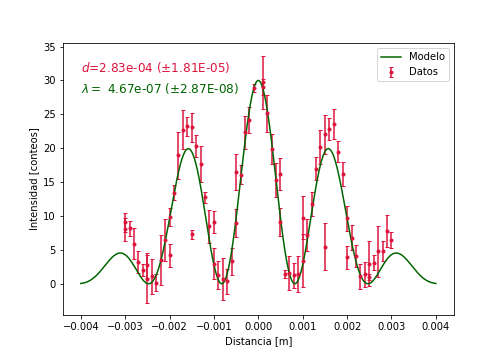 d=2.83e-04 (±1.81E-05)
λ = 4.67e-07 (±2.87E-08)
Modelo
Datos
Intensidad [conteos]
35
30
25
20
15
10
5
0
−0.004 −0.003 −0.002 −0.001 0.000 0.001 0.002 0.003 0.004
Distancia [m]